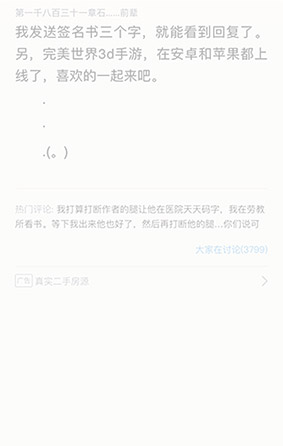 第一千八百三十一章石……前辈
我发送签名书三个字，就能看到回复了。
另，完美世界3d手游，在安卓和苹果都上
线了，喜欢的一起来吧。
.
.
.(。)
热门评论: 我打算打断作者的腿让他在医院天天码字，我在劳教
所看书。等下我出来他也好了，然后再打断他的腿…你们说可
大家在讨论(3799)
广告 真实二手房源